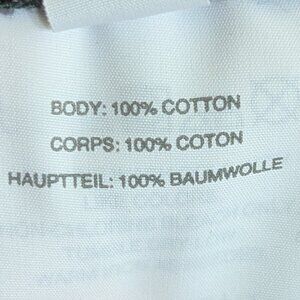 BODY: 100% COTTON
CORPS: 100% COTON
HAUPTTEIL: 100% BAUMWOLLE